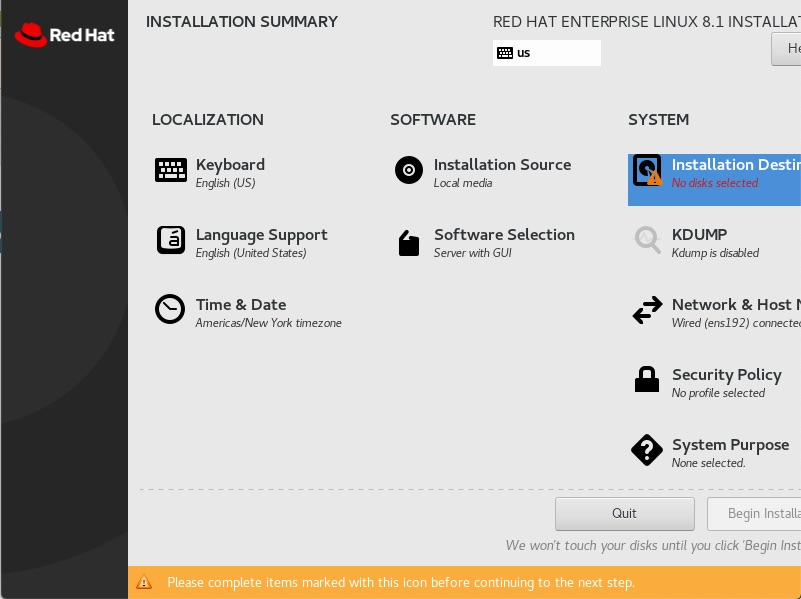 Red Hat
INSTALLATION SUMMARY
RED HAT ENTERPRISE LINUX 8.1 INSTALLAT
us
He
LOCALIZATION
SOFTWARE
SYSTEM
Keyboard
English (US)
Installation Source
Local media
Installation Destin
No disks selected
Language Support
English (United States)
Software Selection
Server with GUI
KDUMP
Kdump is disabled
Time & Date
Americas/New York timezone
Network & Host N
Wired (ens192) connected
Security Policy
No profile selected
System Purpose
None selected.
Quit
Begin Installa
We won't touch your disks until you click 'Begin Inst
Please complete items marked with this icon before continuing to the next step.